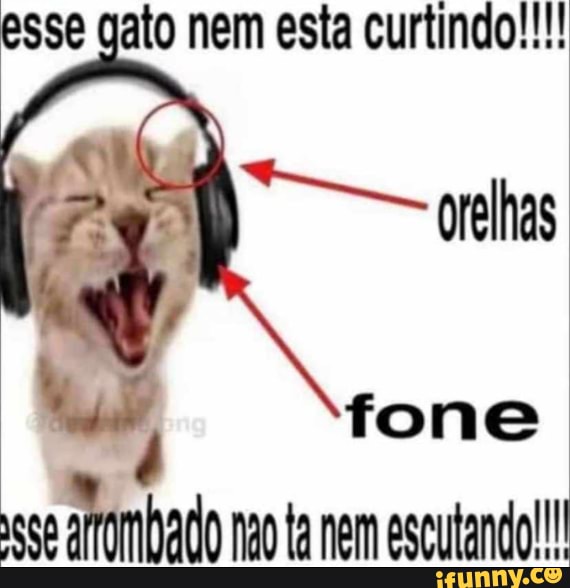 esse gato nem esta curtindo!!!!
orelhas
fone
esse arrombado nao ta nem escutando!!!!
ifunny.co